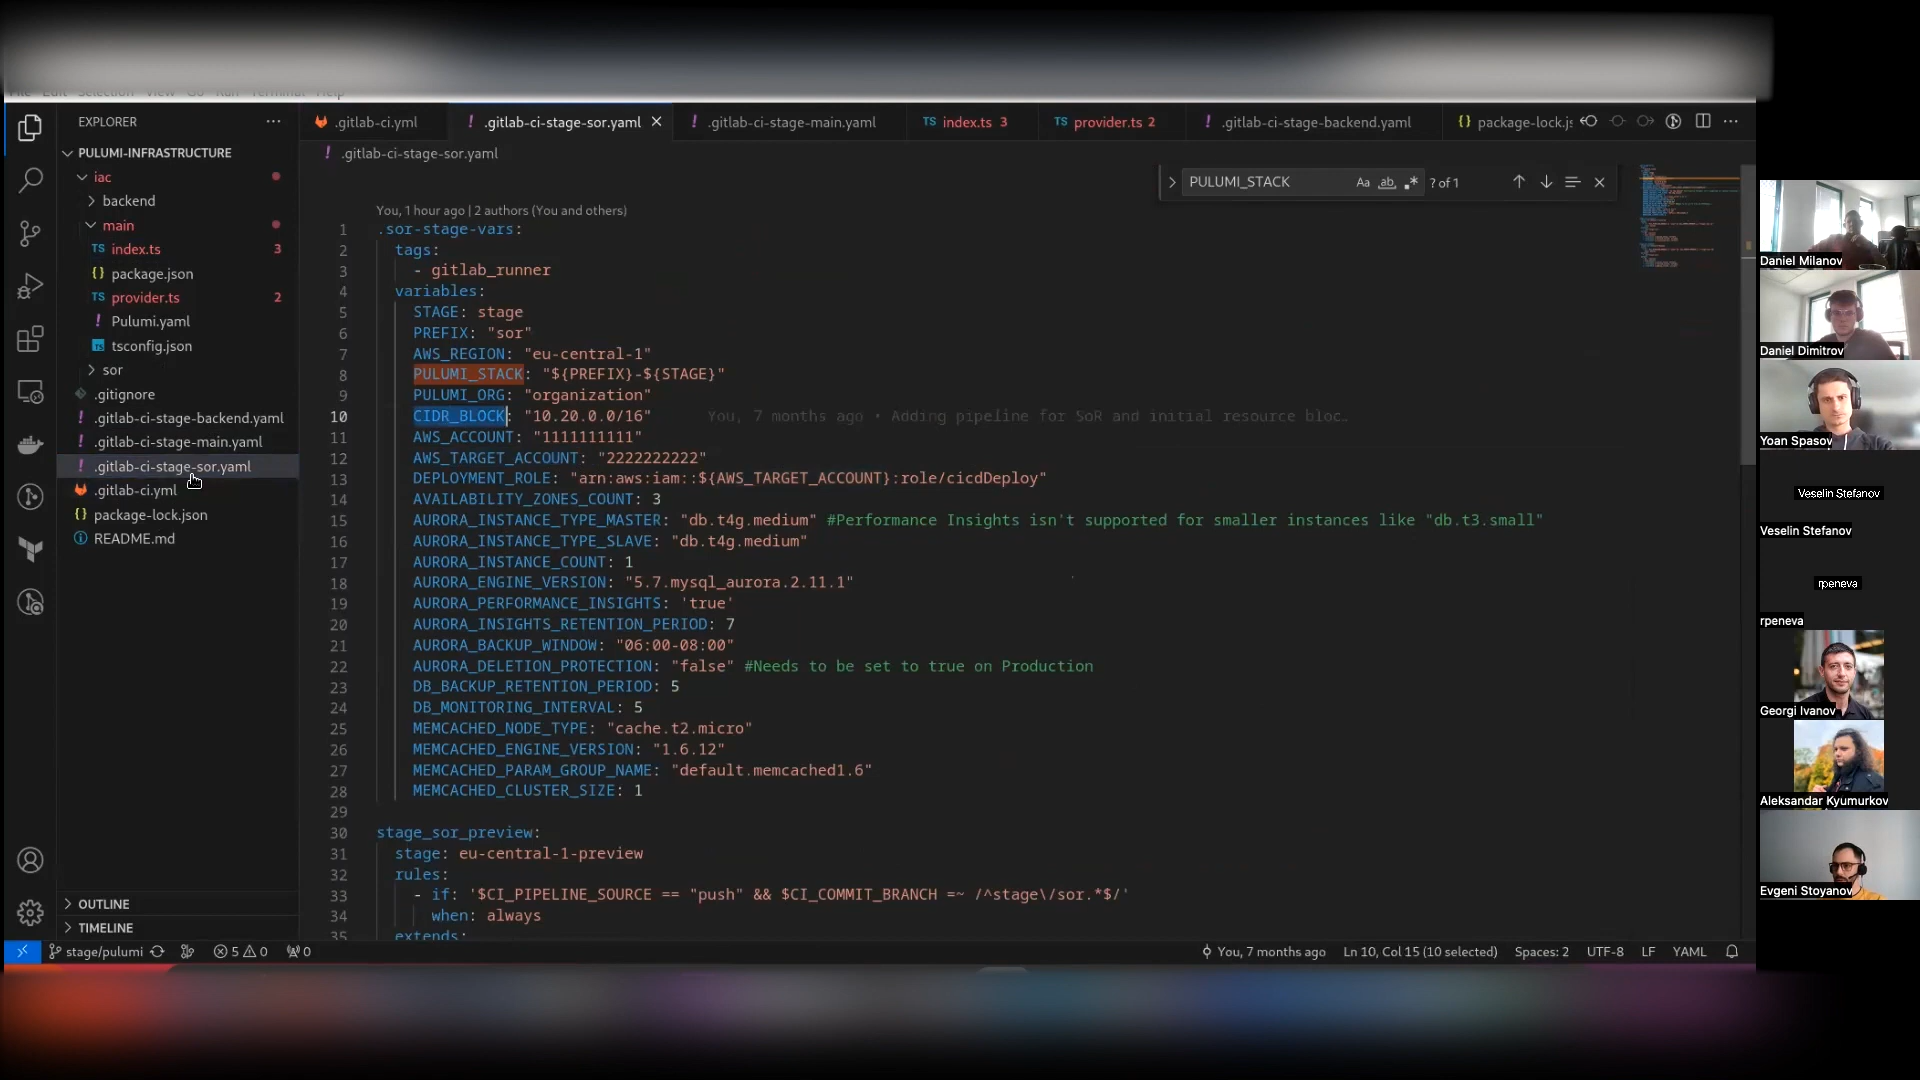 EXPLORER
PULUMI-INFRASTRUCTURE
iac
backend
main
TS index.ts 3
{} package.json
TS provider.ts 2
! Pulumi.yaml
tsconfig.json
sor
.gitignore
! .gitlab-ci-stage-backend.yaml
! .gitlab-ci-stage-main.yaml
! .gitlab-ci-stage-sor.yaml
.gitlab-ci.yml
{} package-lock.json
README.md
OUTLINE
TIMELINE
.gitlab-ci.yml
! .gitlab-ci-stage-sor.yaml
! .gitlab-ci-stage-main.yaml
TS index.ts 3
TS provider.ts 2
! .gitlab-ci-stage-backend.yaml
{} package-lock.js
! .gitlab-ci-stage-sor.yaml
PULUMI_STACK Aa ab .* ? of 1
You, 1 hour ago | 2 authors (You and others)
1 .sor-stage-vars:
2 tags:
3 - gitlab_runner
4 variables:
5 STAGE: stage
6 PREFIX: "sor"
7 AWS_REGION: "eu-central-1"
8 PULUMI_STACK: "${PREFIX}-${STAGE}"
9 PULUMI_ORG: "organization"
10 CIDR_BLOCK: "10.20.0.0/16" You, 7 months ago • Adding pipeline for SoR and initial resource bloc…
11 AWS_ACCOUNT: "1111111111"
12 AWS_TARGET_ACCOUNT: "2222222222"
13 DEPLOYMENT_ROLE: "arn:aws:iam::${AWS_TARGET_ACCOUNT}:role/cicdDeploy"
14 AVAILABILITY_ZONES_COUNT: 3
15 AURORA_INSTANCE_TYPE_MASTER: "db.t4g.medium" #Performance Insights isn't supported for smaller instances like "db.t3.small"
16 AURORA_INSTANCE_TYPE_SLAVE: "db.t4g.medium"
17 AURORA_INSTANCE_COUNT: 1
18 AURORA_ENGINE_VERSION: "5.7.mysql_aurora.2.11.1"
19 AURORA_PERFORMANCE_INSIGHTS: 'true'
20 AURORA_INSIGHTS_RETENTION_PERIOD: 7
21 AURORA_BACKUP_WINDOW: "06:00-08:00"
22 AURORA_DELETION_PROTECTION: "false" #Needs to be set to true on Production
23 DB_BACKUP_RETENTION_PERIOD: 5
24 DB_MONITORING_INTERVAL: 5
25 MEMCACHED_NODE_TYPE: "cache.t2.micro"
26 MEMCACHED_ENGINE_VERSION: "1.6.12"
27 MEMCACHED_PARAM_GROUP_NAME: "default.memcached1.6"
28 MEMCACHED_CLUSTER_SIZE: 1
29
30 stage_sor_preview:
31 stage: eu-central-1-preview
32 rules:
33 - if: '$CI_PIPELINE_SOURCE == "push" && $CI_COMMIT_BRANCH =~ /^stage\/sor.*$/'
34 when: always
35 extends:
stage/pulumi 5 0 0
You, 7 months ago Ln 10, Col 15 (10 selected) Spaces: 2 UTF-8 LF YAML
Daniel Milanov
Daniel Dimitrov
Yoan Spasov
Veselin Stefanov
Veselin Stefanov
rpeneva
rpeneva
Georgi Ivanov
Aleksandar Kyumurkov
Evgeni Stoyanov